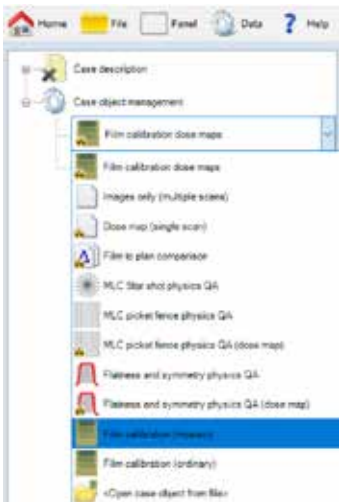 Home File Panel Data Help
Case description
Case object management
Film calibration dose maps
Film calibration dose maps
Images only (multiple scans)
Dose map (single scan)
Film to plan comparison
MLC Star shot physics QA
MLC picket fence physics QA
MLC picket fence physics QA (dose map)
Flatness and symmetry physics QA
Flatness and symmetry physics QA (dose map)
Film calibration
Film calibration (ordinary)
<Open case object from file>